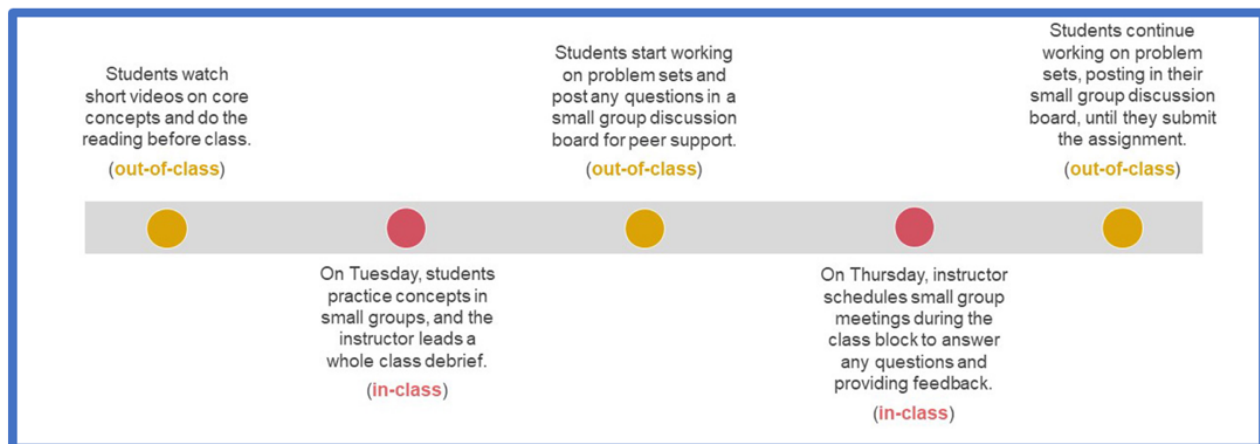 Students watch
short videos on core
concepts and do the
reading before class.
(out-of-class)
On Tuesday, students
practice concepts in
small groups, and the
instructor leads a
whole class debrief.
(in-class)
Students start working
on problem sets and
post any questions in a
small group discussion
board for peer support.
(out-of-class)
On Thursday, instructor
schedules small group
meetings during the
class block to answer
any questions and
providing feedback.
(in-class)
Students continue
working on problem
sets, posting in their
small group discussion
board, until they submit
the assignment.
(out-of-class)